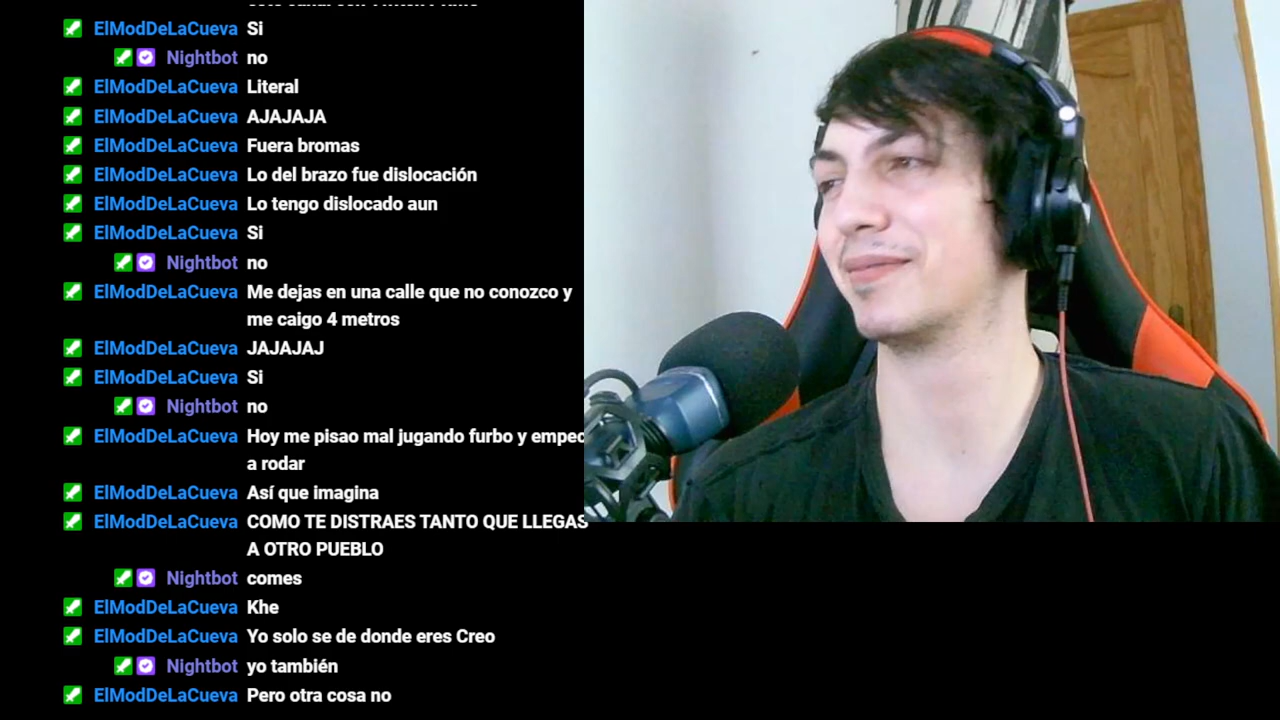 ElModDeLaCueva Si
Nightbot no
ElModDeLaCueva Literal
ElModDeLaCueva AJAJAJA
ElModDeLaCueva Fuera bromas
ElModDeLaCueva Lo del brazo fue dislocación
ElModDeLaCueva Lo tengo dislocado aun
ElModDeLaCueva Si
Nightbot no
ElModDeLaCueva Me dejas en una calle que no conozco y
me caigo 4 metros
ElModDeLaCueva JAJAJAJ
ElModDeLaCueva Si
Nightbot no
ElModDeLaCueva Hoy me pisao mal jugando furbo y empec
a rodar
ElModDeLaCueva Así que imagina
ElModDeLaCueva COMO TE DISTRAES TANTO QUE LLEGAS
A OTRO PUEBLO
Nightbot comes
ElModDeLaCueva Khe
ElModDeLaCueva Yo solo se de donde eres Creo
Nightbot yo también
ElModDeLaCueva Pero otra cosa no